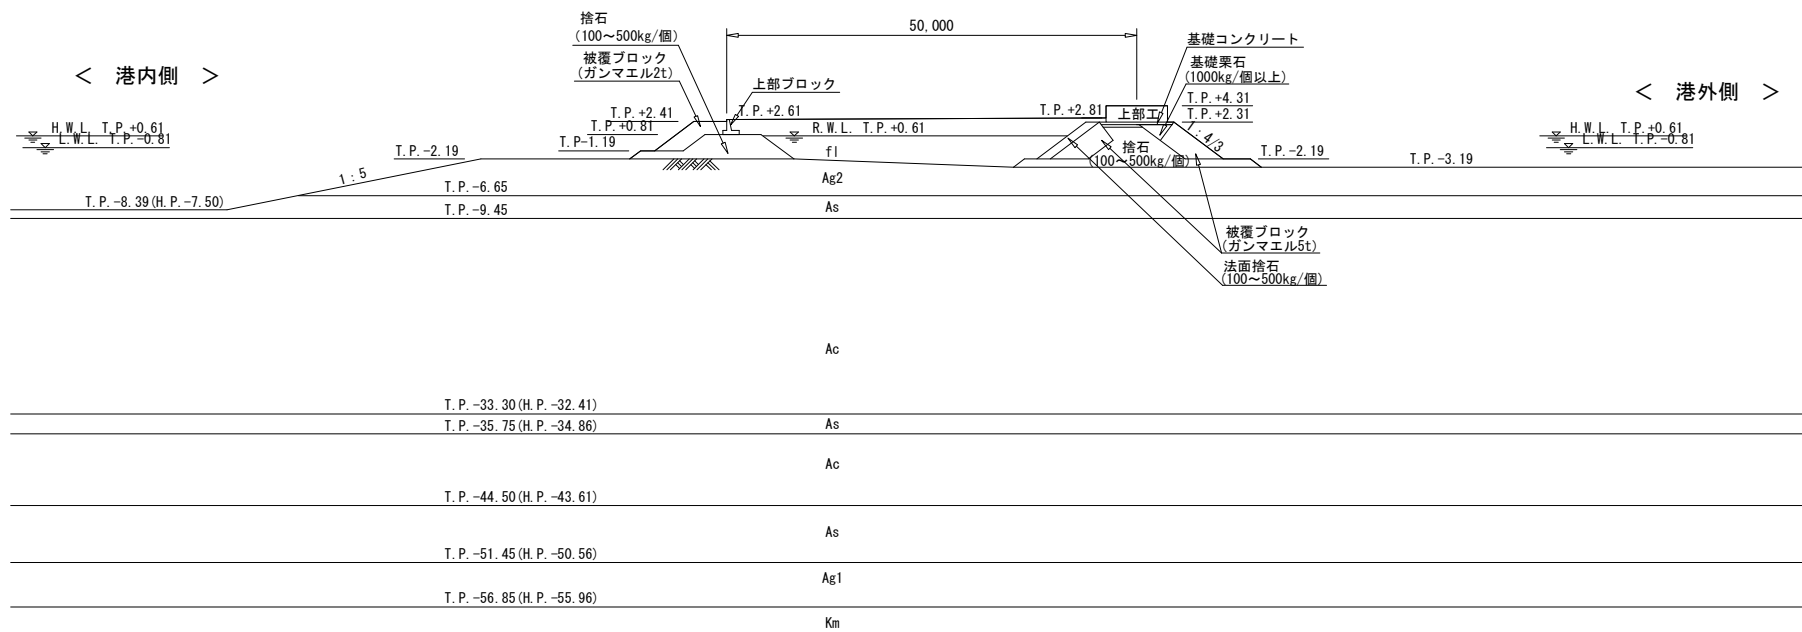 捨石
(100～500kg/個)
50,000
基礎コンクリート
＜ 港内側 ＞
被覆ブロック
(ガンマエル2t)
上部ブロック
基礎栗石
(1000kg/個以上)
＜ 港外側 ＞
T.P.+2.41
T.P.+2.61
T.P.+2.81
上部工
T.P.+4.31
T.P.+2.31
H.W.L. T.P.+0.61
L.W.L. T.P.-0.81
T.P.+0.81
R.W.L. T.P.+0.61
1:4/3
H.W.L. T.P.+0.61
L.W.L. T.P.-0.81
T.P-1.19
fl
捨石
(100～500kg/個)
T.P.-2.19
T.P.-2.19
T.P.-3.19
1:5
Ag2
T.P.-6.65
T.P.-8.39(H.P.-7.50)
As
T.P.-9.45
被覆ブロック
(ガンマエル5t)
法面捨石
(100～500kg/個)
Ac
T.P.-33.30(H.P.-32.41)
T.P.-35.75(H.P.-34.86)
As
Ac
T.P.-44.50(H.P.-43.61)
As
T.P.-51.45(H.P.-50.56)
Ag1
T.P.-56.85(H.P.-55.96)
Km